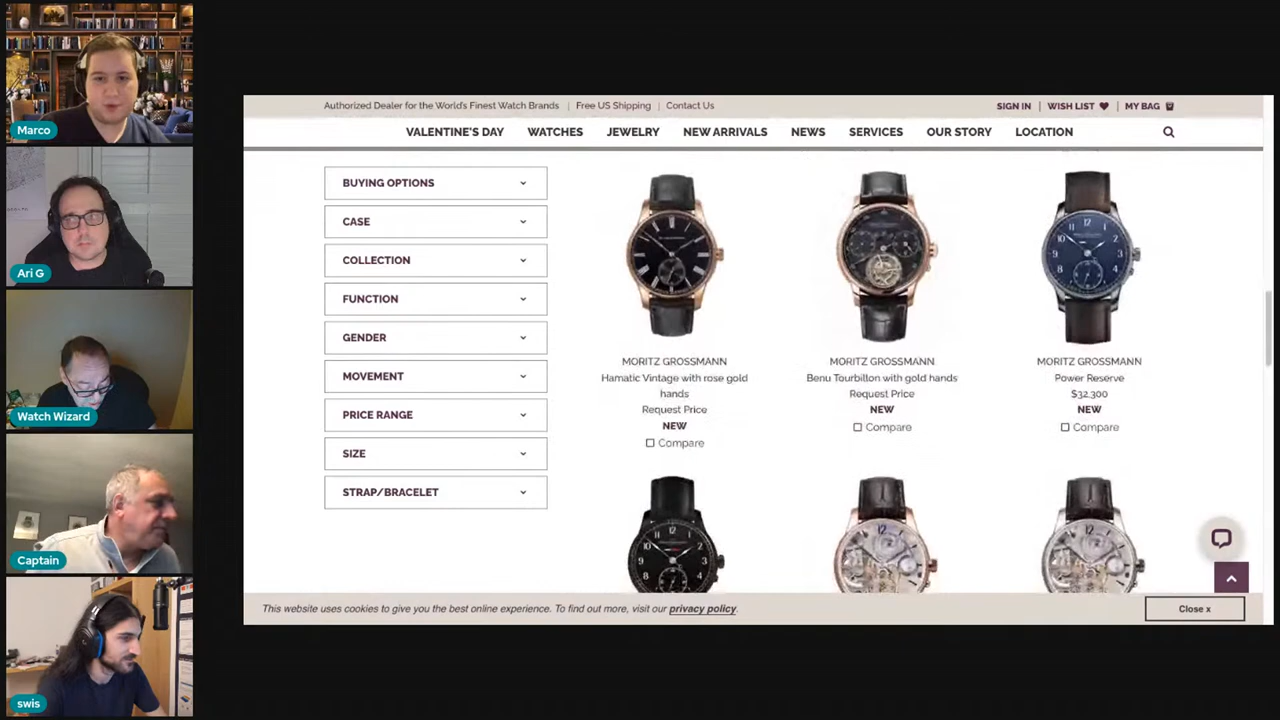 Marco
Ari G
Watch Wizard
Captain
swis
Authorized Dealer for the World's Finest Watch Brands | Free US Shipping | Contact Us
SIGN IN | WISH LIST | MY BAG
VALENTINE'S DAY WATCHES JEWELRY NEW ARRIVALS NEWS SERVICES OUR STORY LOCATION
BUYING OPTIONS
CASE
COLLECTION
FUNCTION
GENDER
MOVEMENT
PRICE RANGE
SIZE
STRAP/BRACELET
MORITZ GROSSMANN
Hamatic Vintage with rose gold
hands
Request Price
NEW
Compare
MORITZ GROSSMANN
Benu Tourbillon with gold hands
Request Price
NEW
Compare
MORITZ GROSSMANN
Power Reserve
$32,300
NEW
Compare
This website uses cookies to give you the best online experience. To find out more, visit our privacy policy.
Close x